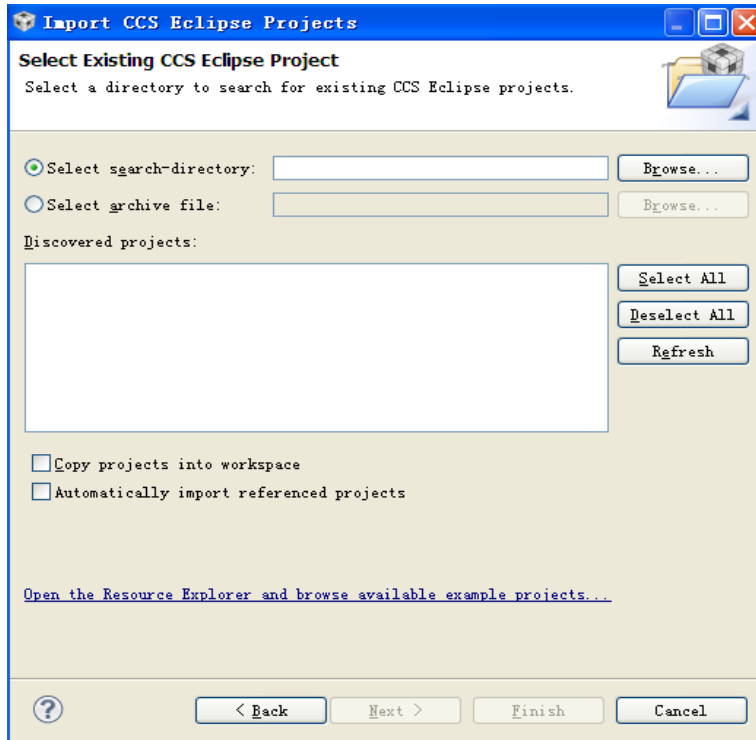 Import CCS Eclipse Projects
Select Existing CCS Eclipse Project
Select a directory to search for existing CCS Eclipse projects.
Select search-directory: Browse...
Select archive file: Browse...
Discovered projects:
Select All
Deselect All
Refresh
Copy projects into workspace
Automatically import referenced projects
Open the Resource Explorer and browse available example projects...
? < Back Next > Finish Cancel